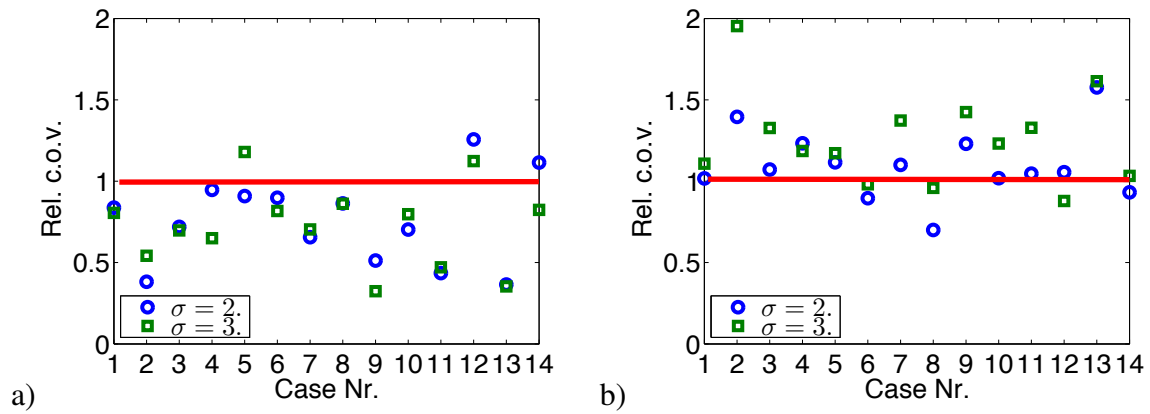 2
1.5
1
0.5
0
Rel. c.o.v.
σ = 2.
σ = 3.
1 2 3 4 5 6 7 8 9 10 11 12 13 14
Case Nr.
a)
2
1.5
1
0.5
0
Rel. c.o.v.
σ = 2.
σ = 3.
1 2 3 4 5 6 7 8 9 10 11 12 13 14
Case Nr.
b)